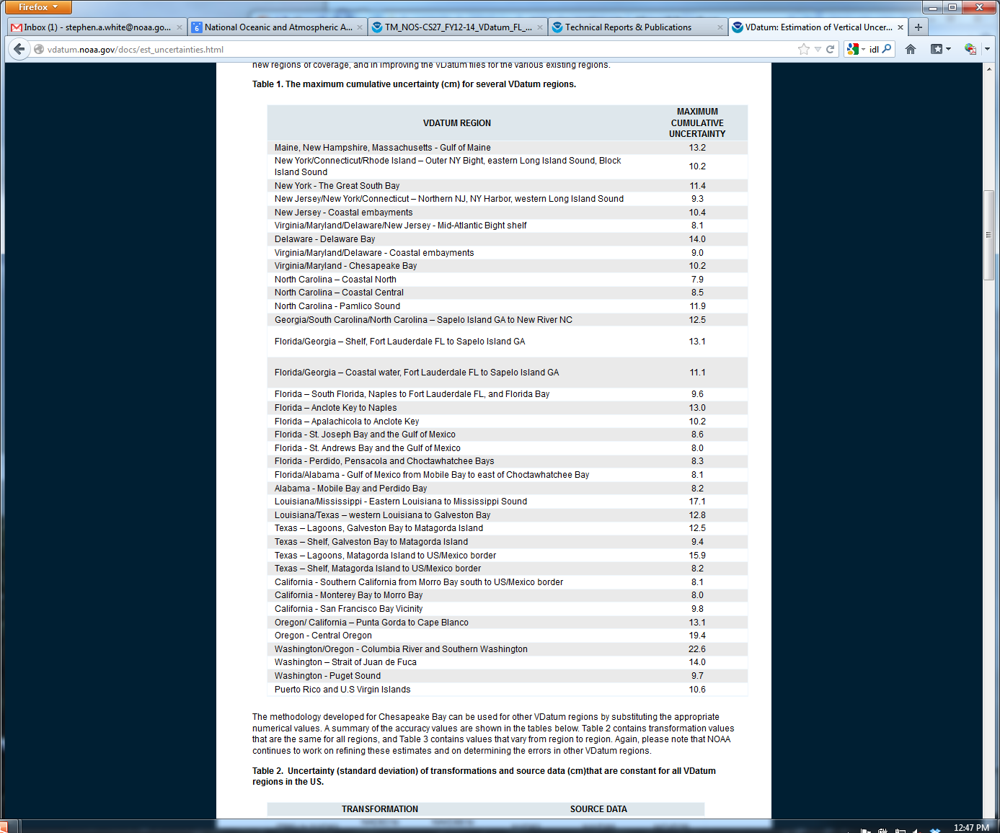 Firefox
Inbox (1) - stephen.a.white@noaa.go...
National Oceanic and Atmospheric A...
TM_NOS-CS27_FY12-14_VDatum_FL_...
Technical Reports & Publications
VDatum: Estimation of Vertical Uncer...
vdatum.noaa.gov/docs/est_uncertainties.html
idl
new regions of coverage, and in improving the VDatum files for the various existing regions.
Table 1. The maximum cumulative uncertainty (cm) for several VDatum regions.
VDATUM REGION MAXIMUM CUMULATIVE UNCERTAINTY
Maine, New Hampshire, Massachusetts - Gulf of Maine 13.2
New York/Connecticut/Rhode Island – Outer NY Bight, eastern Long Island Sound, Block
Island Sound 10.2
New York - The Great South Bay 11.4
New Jersey/New York/Connecticut – Northern NJ, NY Harbor, western Long Island Sound 9.3
New Jersey - Coastal embayments 10.4
Virginia/Maryland/Delaware/New Jersey - Mid-Atlantic Bight shelf 8.1
Delaware - Delaware Bay 14.0
Virginia/Maryland/Delaware - Coastal embayments 9.0
Virginia/Maryland - Chesapeake Bay 10.2
North Carolina – Coastal North 7.9
North Carolina – Coastal Central 8.5
North Carolina - Pamlico Sound 11.9
Georgia/South Carolina/North Carolina – Sapelo Island GA to New River NC 12.5
Florida/Georgia – Shelf, Fort Lauderdale FL to Sapelo Island GA 13.1
Florida/Georgia – Coastal water, Fort Lauderdale FL to Sapelo Island GA 11.1
Florida – South Florida, Naples to Fort Lauderdale FL, and Florida Bay 9.6
Florida – Anclote Key to Naples 13.0
Florida – Apalachicola to Anclote Key 10.2
Florida - St. Joseph Bay and the Gulf of Mexico 8.6
Florida - St. Andrews Bay and the Gulf of Mexico 8.0
Florida - Perdido, Pensacola and Choctawhatchee Bays 8.3
Florida/Alabama - Gulf of Mexico from Mobile Bay to east of Choctawhatchee Bay 8.1
Alabama - Mobile Bay and Perdido Bay 8.2
Louisiana/Mississippi - Eastern Louisiana to Mississippi Sound 17.1
Louisiana/Texas – western Louisiana to Galveston Bay 12.8
Texas – Lagoons, Galveston Bay to Matagorda Island 12.5
Texas – Shelf, Galveston Bay to Matagorda Island 9.4
Texas – Lagoons, Matagorda Island to US/Mexico border 15.9
Texas – Shelf, Matagorda Island to US/Mexico border 8.2
California - Southern California from Morro Bay south to US/Mexico border 8.1
California - Monterey Bay to Morro Bay 8.0
California - San Francisco Bay Vicinity 9.8
Oregon/ California – Punta Gorda to Cape Blanco 13.1
Oregon - Central Oregon 19.4
Washington/Oregon - Columbia River and Southern Washington 22.6
Washington – Strait of Juan de Fuca 14.0
Washington - Puget Sound 9.7
Puerto Rico and U.S Virgin Islands 10.6
The methodology developed for Chesapeake Bay can be used for other VDatum regions by substituting the appropriate
numerical values. A summary of the accuracy values are shown in the tables below. Table 2 contains transformation values
that are the same for all regions, and Table 3 contains values that vary from region to region. Again, please note that NOAA
continues to work on refining these estimates and on determining the errors in other VDatum regions.
Table 2. Uncertainty (standard deviation) of transformations and source data (cm)that are constant for all VDatum
regions in the US.
TRANSFORMATION SOURCE DATA
12:47 PM